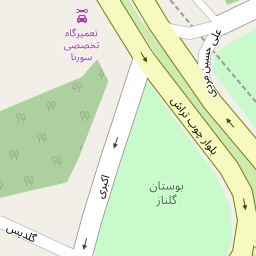 تعمیرگاه
تخصصی
سورنا
علی حسین مردی
بلوار چوب تراش
اکبری
بوستان
گلناز
گلدیس